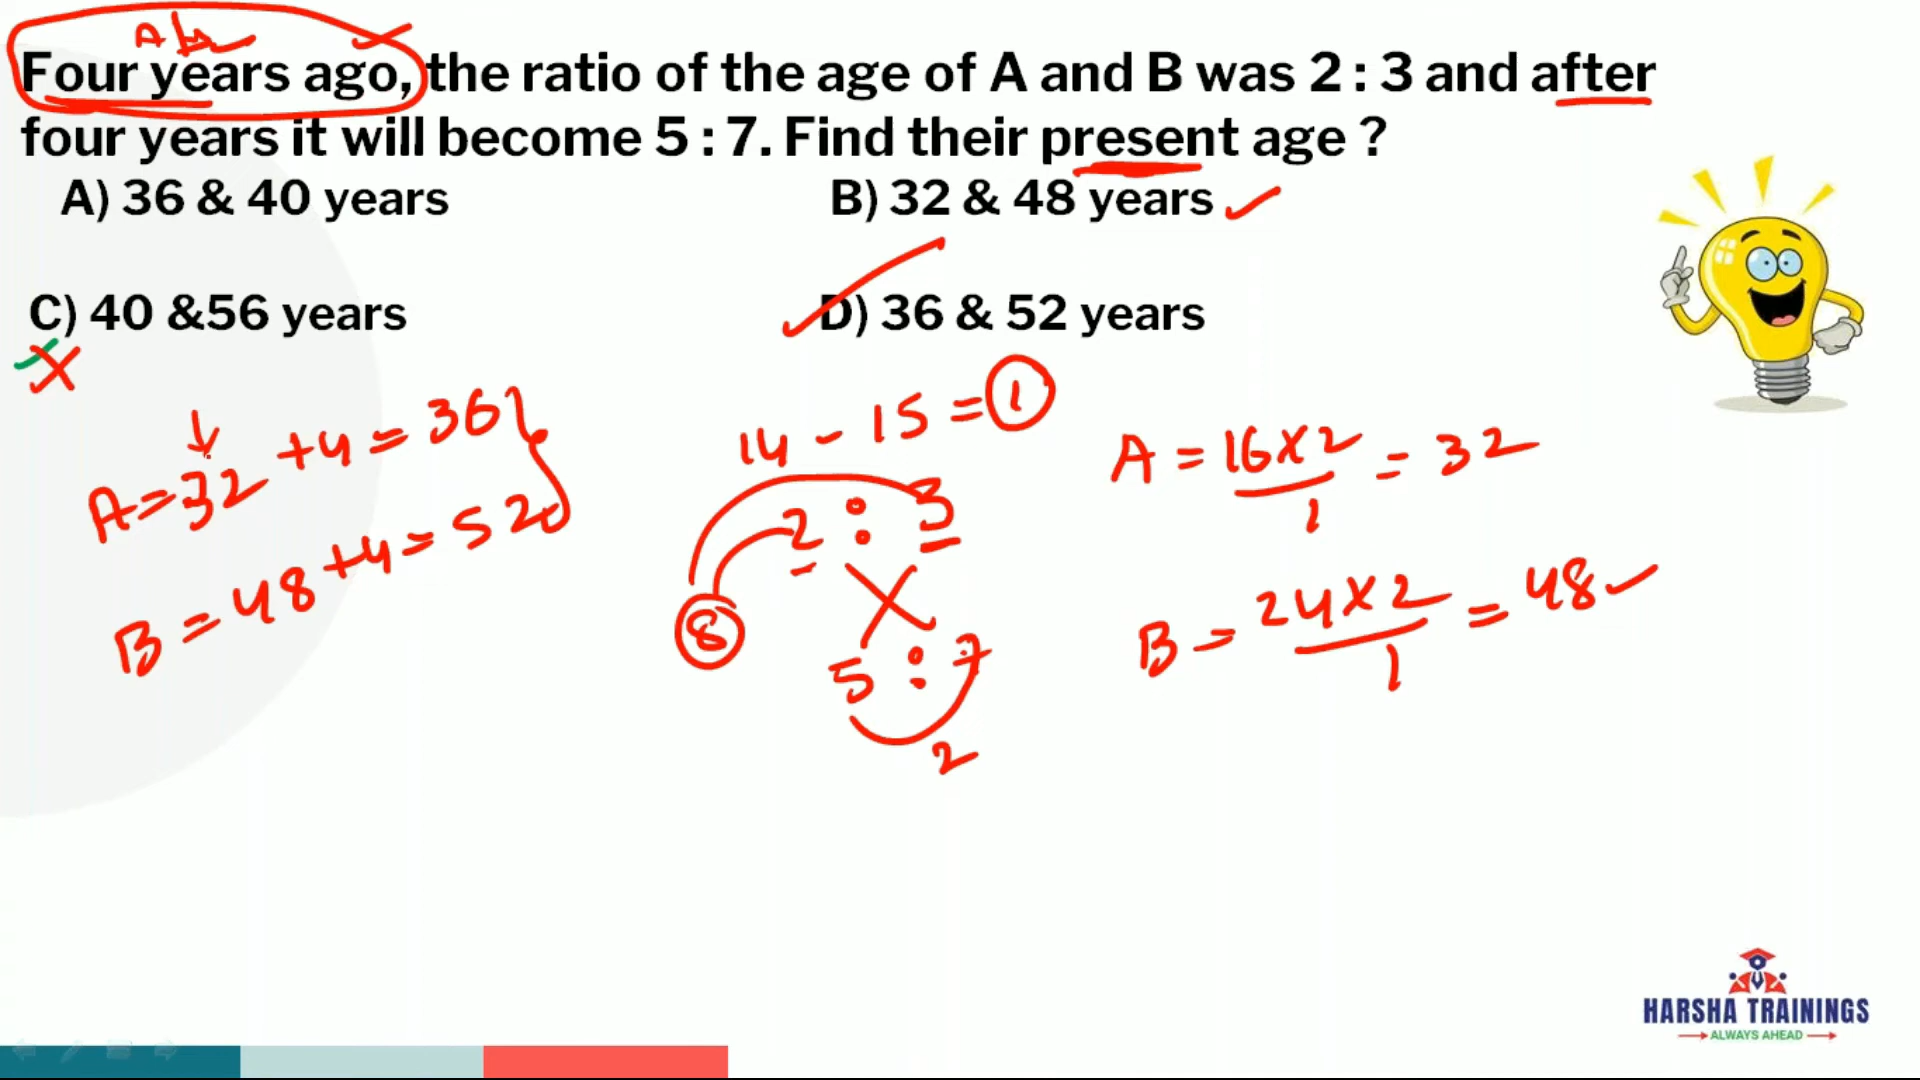 A
Four years ago, the ratio of the age of A and B was 2 : 3 and after
four years it will become 5 : 7. Find their present age ?
A) 36 & 40 years
B) 32 & 48 years
C) 40 &56 years
D) 36 & 52 years
A = 32 + 4 = 36
B = 48 + 4 = 52
14 - 15 = 1
2 : 3
8
5 : 7
2
A = 16 x 2 / 1 = 32
B = 24 x 2 / 1 = 48
HARSHA TRAININGS
ALWAYS AHEAD